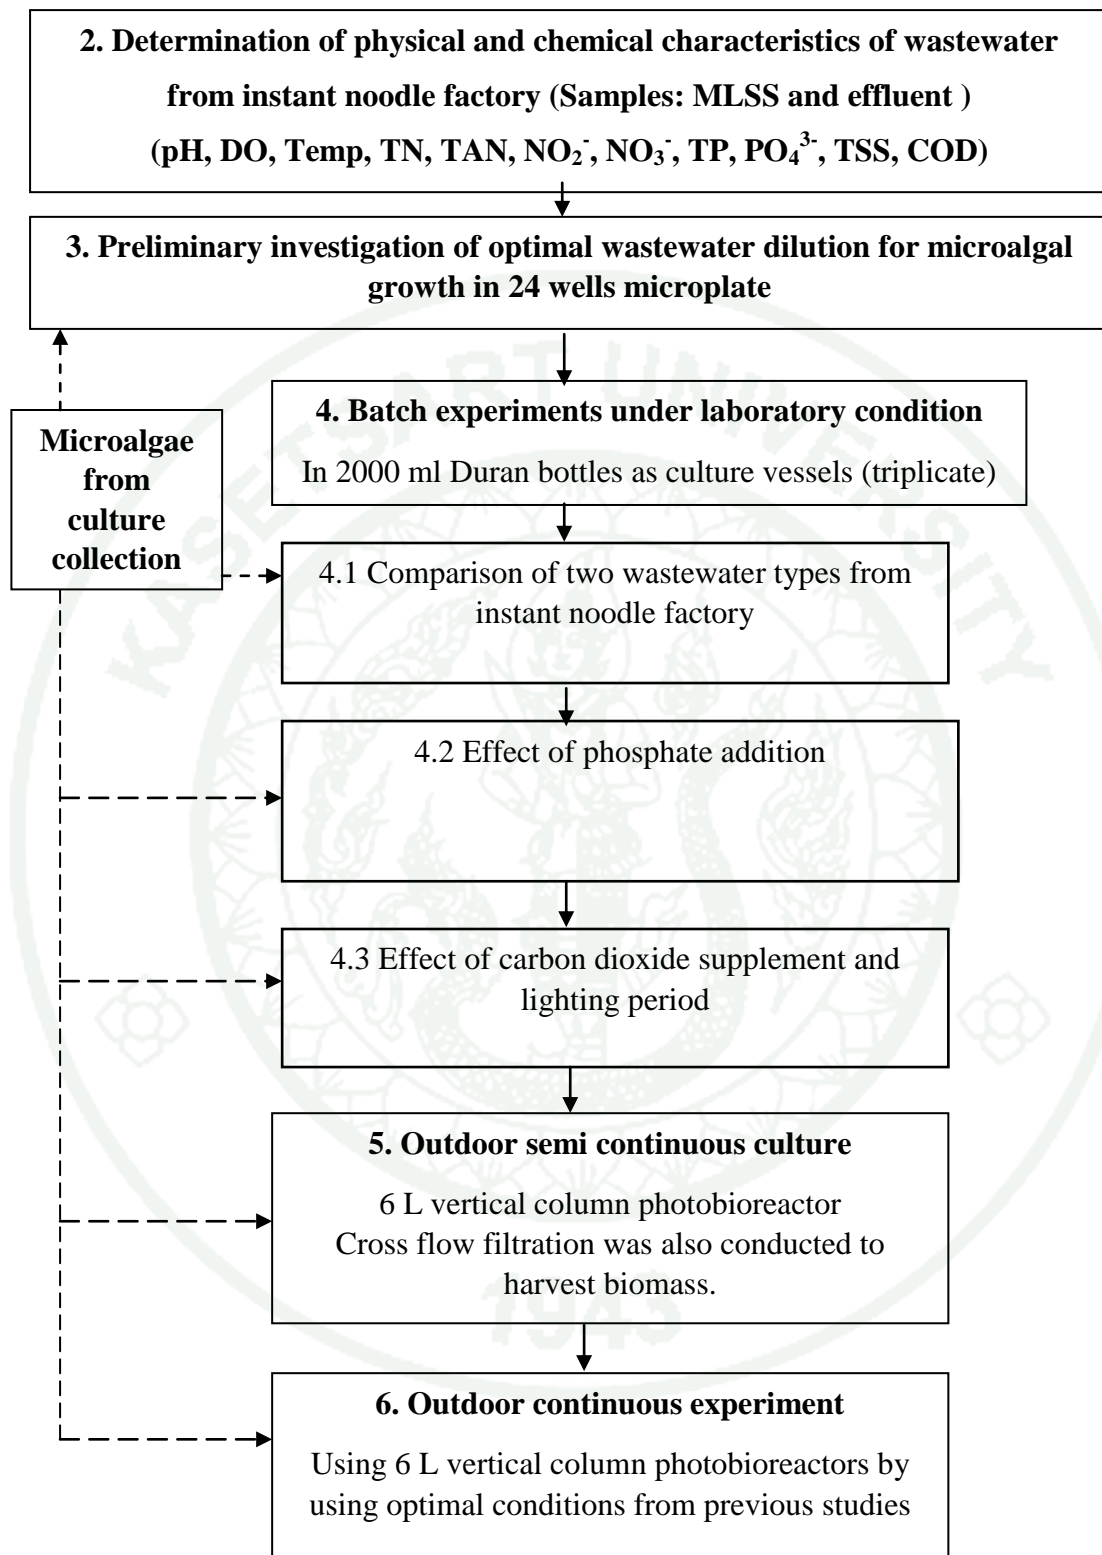 2. Determination of physical and chemical characteristics of wastewater
from instant noodle factory (Samples: MLSS and effluent )
(pH, DO, Temp, TN, TAN, NO₂⁻, NO₃⁻, TP, PO₄³⁻, TSS, COD)
3. Preliminary investigation of optimal wastewater dilution for microalgal
growth in 24 wells microplate
Microalgae
from
culture
collection
4. Batch experiments under laboratory condition
In 2000 ml Duran bottles as culture vessels (triplicate)
4.1 Comparison of two wastewater types from
instant noodle factory
4.2 Effect of phosphate addition
4.3 Effect of carbon dioxide supplement and
lighting period
5. Outdoor semi continuous culture
6 L vertical column photobioreactor
Cross flow filtration was also conducted to
harvest biomass.
6. Outdoor continuous experiment
Using 6 L vertical column photobioreactors by
using optimal conditions from previous studies
KASETSART UNIVERSITY
1943